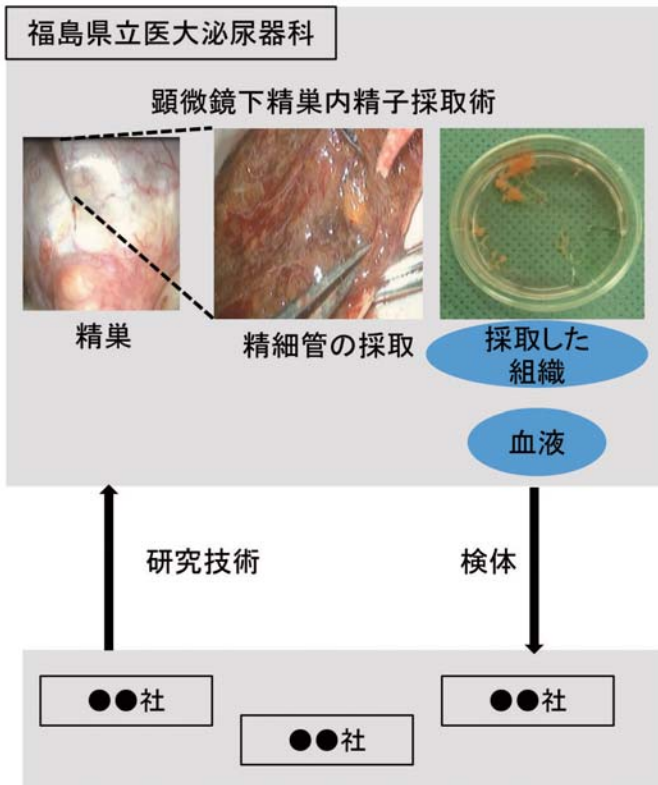 福島県立医大泌尿器科
顕微鏡下精巣内精子採取術
精巣
精細管の採取
採取した
組織
血液
研究技術
検体
●●社
●●社
●●社